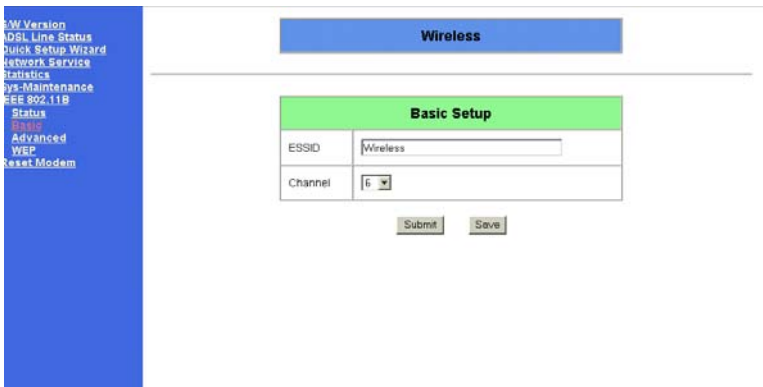 S/W Version
ADSL Line Status
Quick Setup Wizard
Network Service
Statistics
Sys-Maintenance
IEEE 802.11B
Status
Basic
Advanced
WEP
Reset Modem
Wireless
Basic Setup
ESSID Wireless
Channel 6
Submit Save